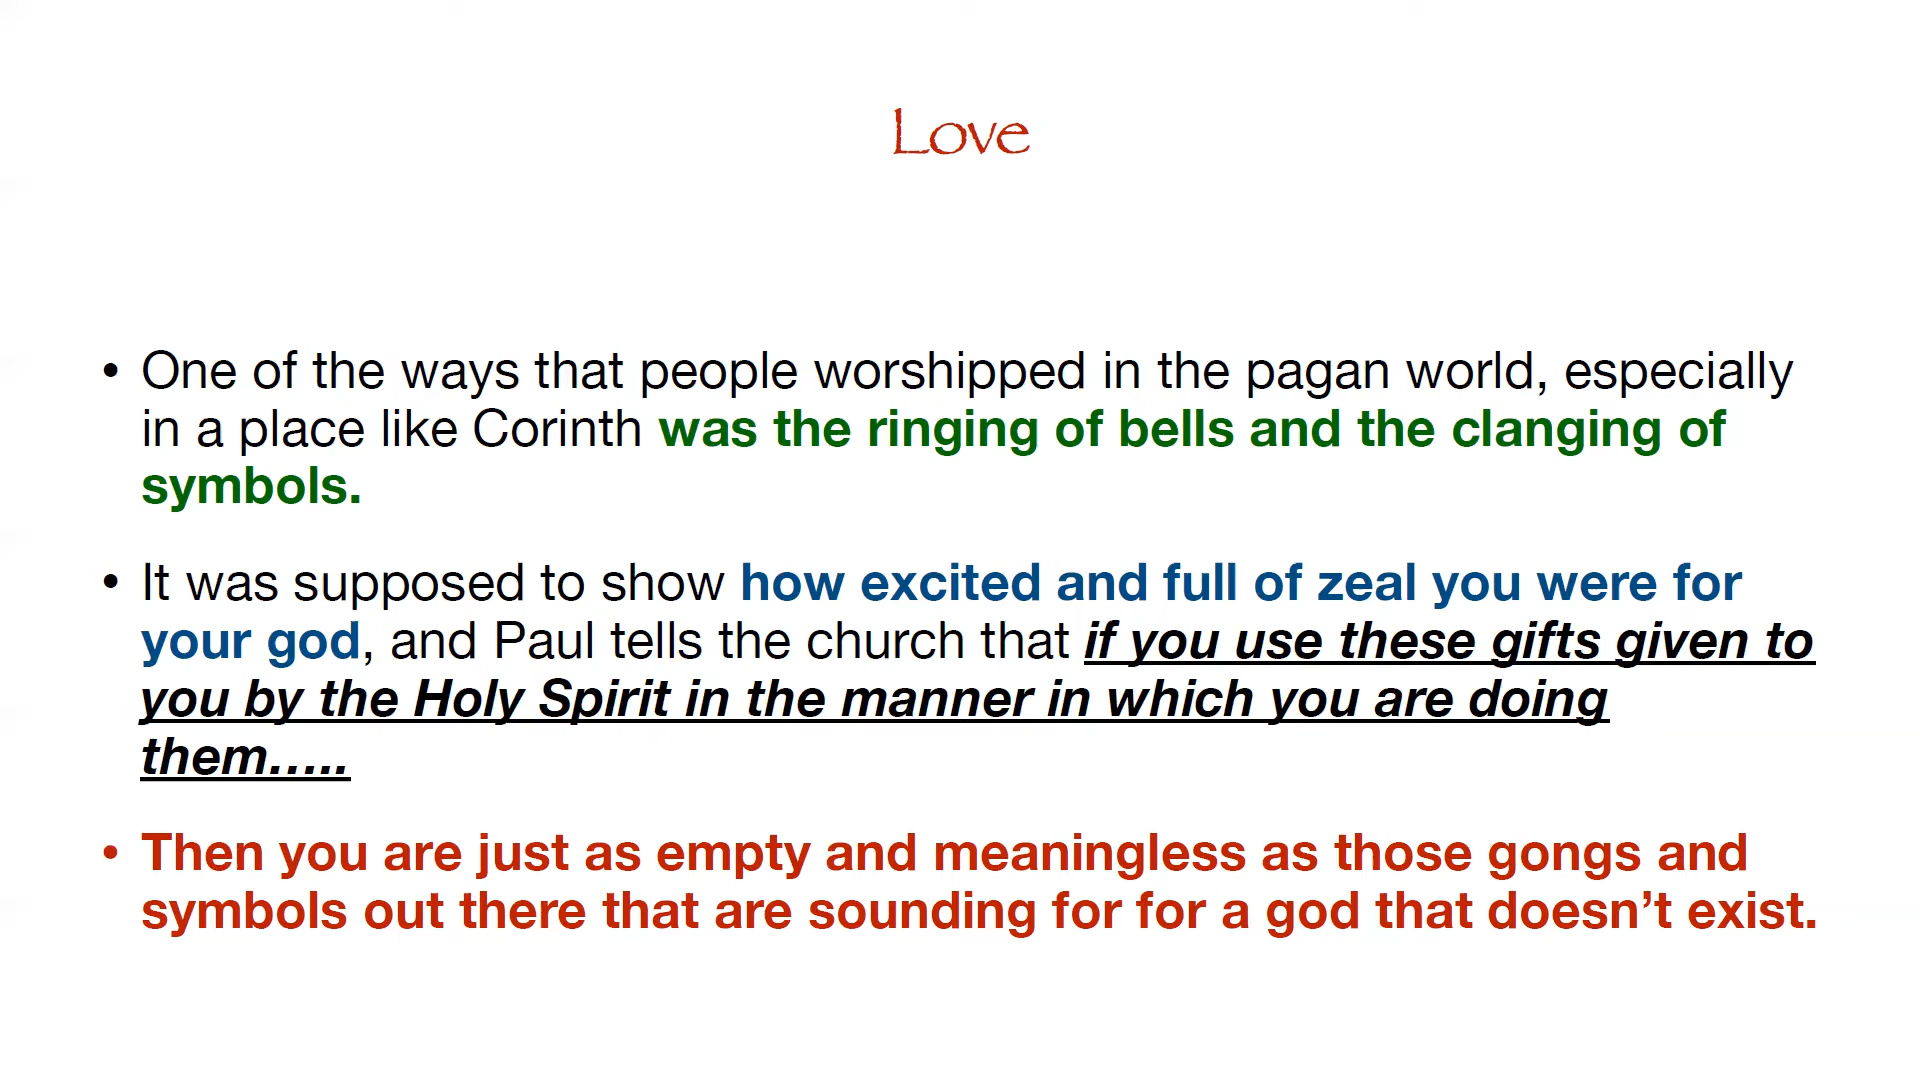 Love
• One of the ways that people worshipped in the pagan world, especially
in a place like Corinth was the ringing of bells and the clanging of
symbols.
• It was supposed to show how excited and full of zeal you were for
your god, and Paul tells the church that if you use these gifts given to
you by the Holy Spirit in the manner in which you are doing
them…..
• Then you are just as empty and meaningless as those gongs and
symbols out there that are sounding for for a god that doesn’t exist.